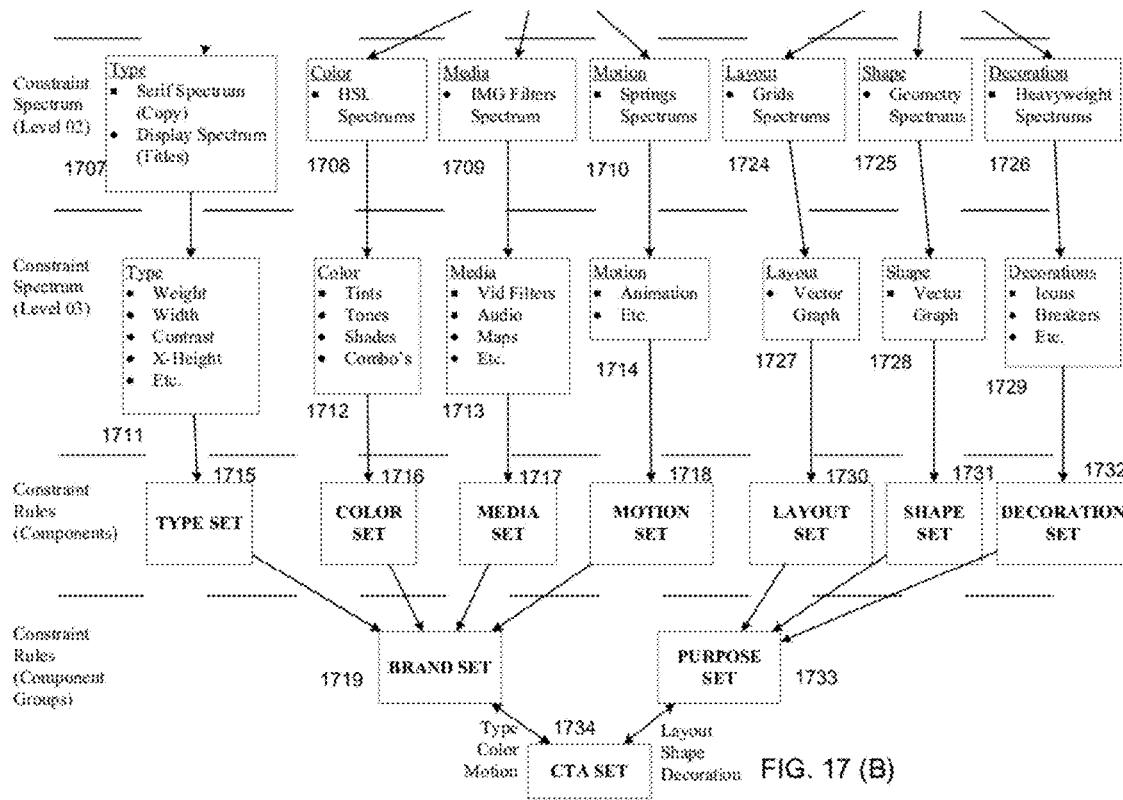 Constraint
Spectrum
(Level 02)
Type
• Serif Spectrum
(Copy)
• Display Spectrum
(Titles)
1707
Color
• HSL
Spectrums
1708
Media
• IMG Filters
Spectrum
1709
Motion
• Springs
Spectrums
1710
Layout
• Grids
Spectrums
1724
Shape
• Geometry
Spectrums
1725
Decoration
• Heavyweight
Spectrums
1726
Constraint
Spectrum
(Level 03)
Type
• Weight
• Width
• Contrast
• X-Height
• Etc.
1711
Color
• Tints
• Tones
• Shades
• Combo's
1712
Media
• Vid Filters
• Audio
• Maps
• Etc.
1713
Motion
• Animation
• Etc.
1714
Layout
• Vector
Graph
1727
Shape
• Vector
Graph
1728
Decorations
• Icons
• Breakers
• Etc.
1729
Constraint
Rules
(Components)
1715
TYPE SET
1716
COLOR
SET
1717
MEDIA
SET
1718
MOTION
SET
1730
LAYOUT
SET
1731
SHAPE
SET
1732
DECORATION
SET
Constraint
Rules
(Component
Groups)
BRAND SET
1719
PURPOSE
SET
1733
Type
Color
Motion
1734
CTA SET
Layout
Shape
Decoration
FIG. 17 (B)